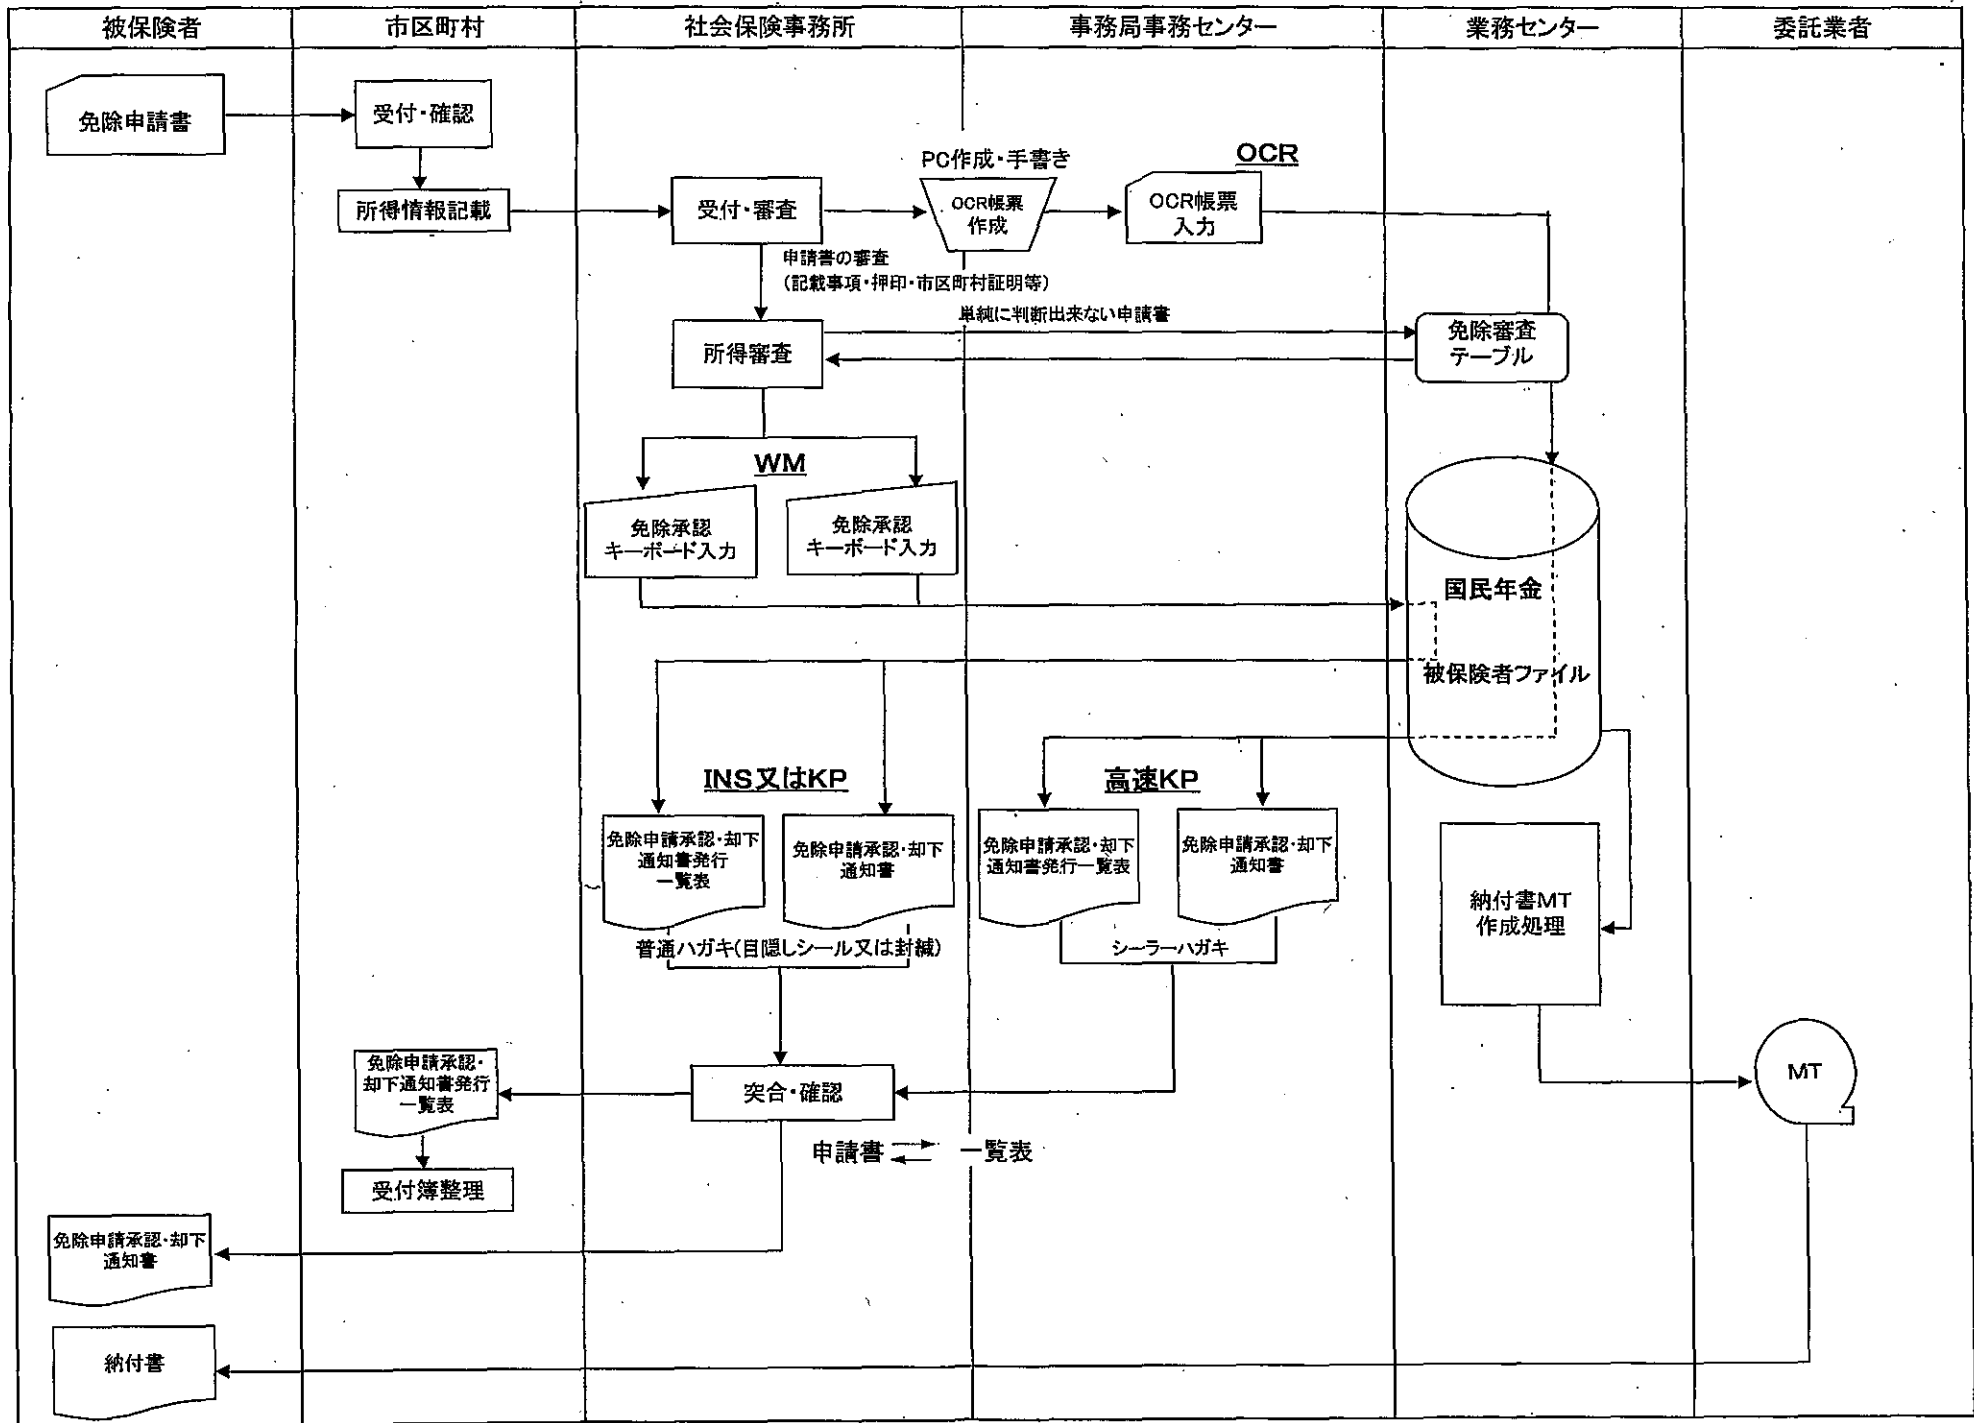 被保険者
市区町村
社会保険事務所
事務局事務センター
業務センター
委託業者
免除申請書
受付・確認
所得情報記載
受付・審査
PC作成・手書き
OCR帳票
作成
OCR
OCR帳票
入力
申請書の審査
(記載事項・押印・市区町村証明等)
単純に判断出来ない申請書
所得審査
免除審査
テーブル
WM
免除承認
キーボード入力
免除承認
キーボード入力
国民年金
被保険者ファイル
INS又はKP
高速KP
免除申請承認・却下
通知書発行
一覧表
免除申請承認・却下
通知書
免除申請承認・却下
通知書発行一覧表
免除申請承認・却下
通知書
納付書MT
作成処理
普通ハガキ(目隠しシール又は封緘)
シーラーハガキ
免除申請承認・
却下通知書発行
一覧表
突合・確認
MT
申請書
一覧表
受付簿整理
免除申請承認・却下
通知書
納付書